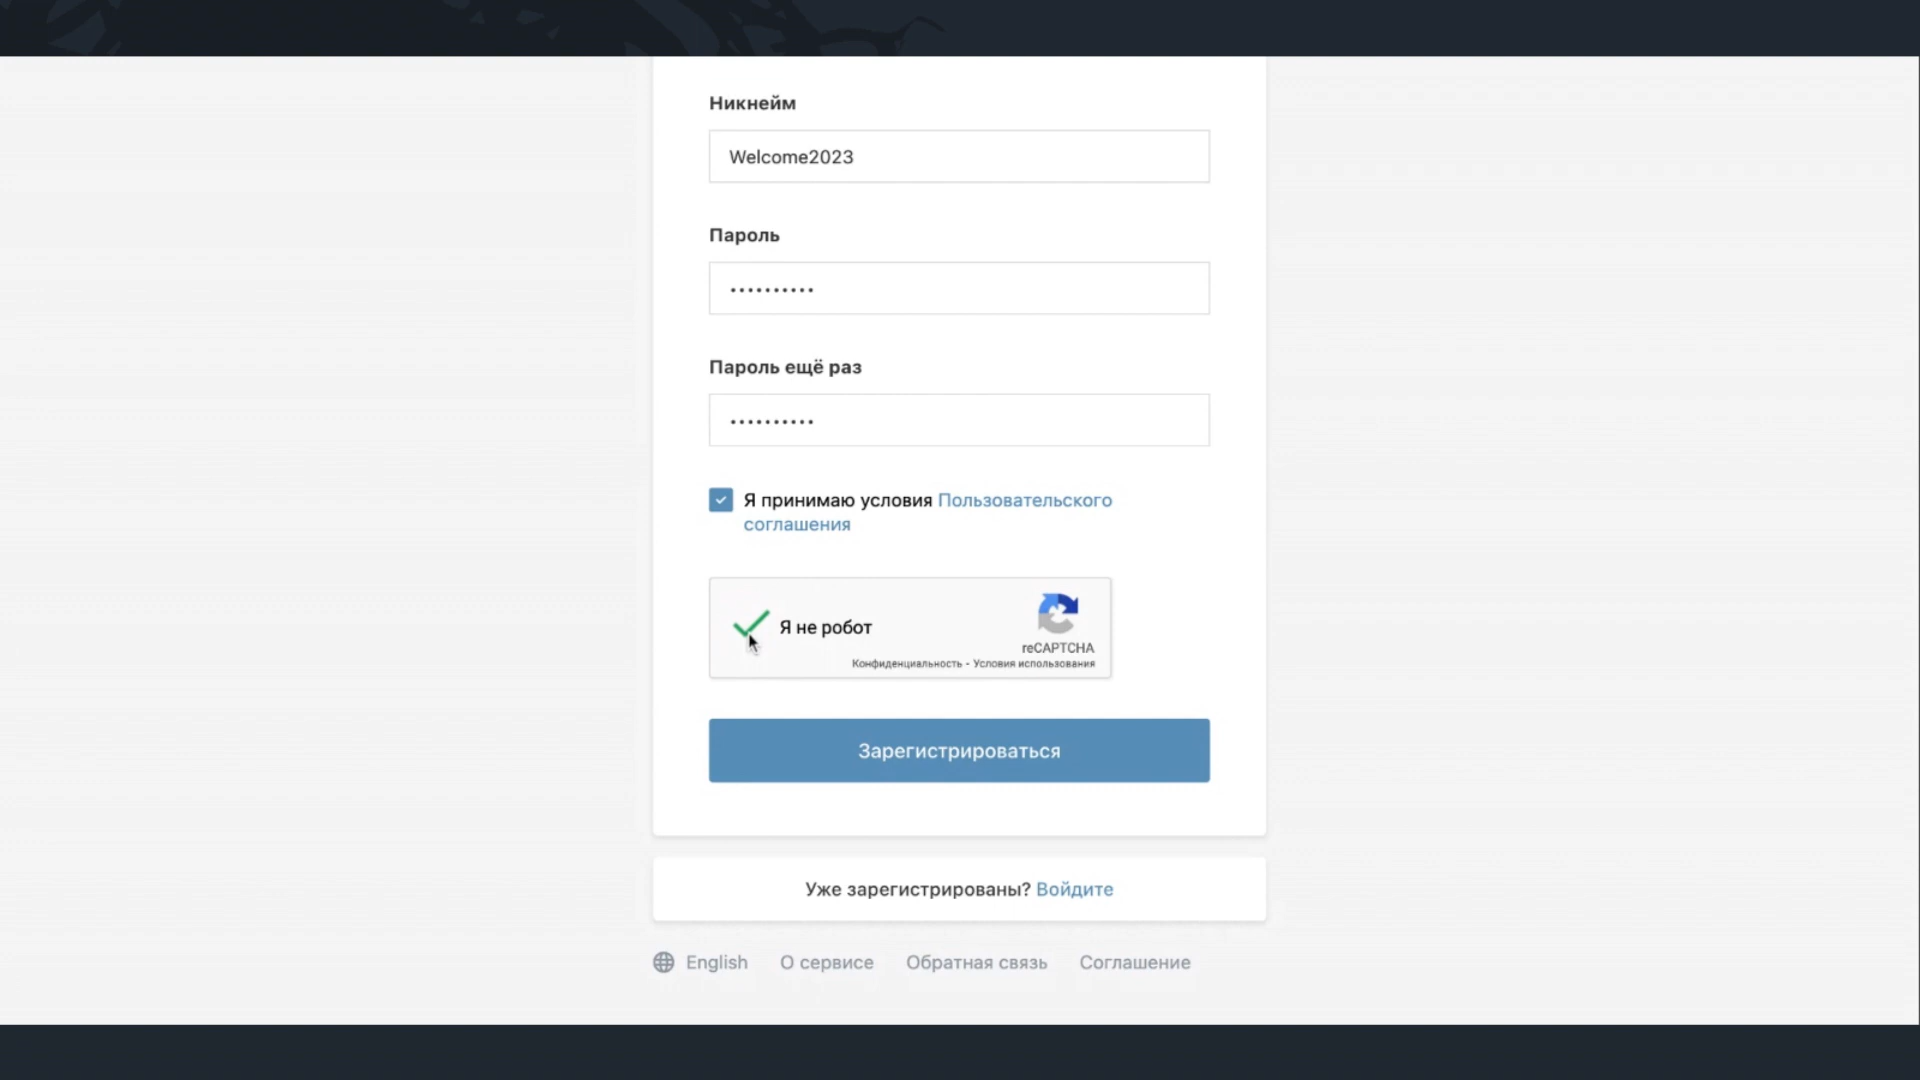 Никнейм
Welcome2023
Пароль
••••••••••
Пароль ещё раз
••••••••••
Я принимаю условия Пользовательского
соглашения
Я не робот
reCAPTCHA
Конфиденциальность - Условия использования
Зарегистрироваться
Уже зарегистрированы? Войдите
English О сервисе Обратная связь Соглашение